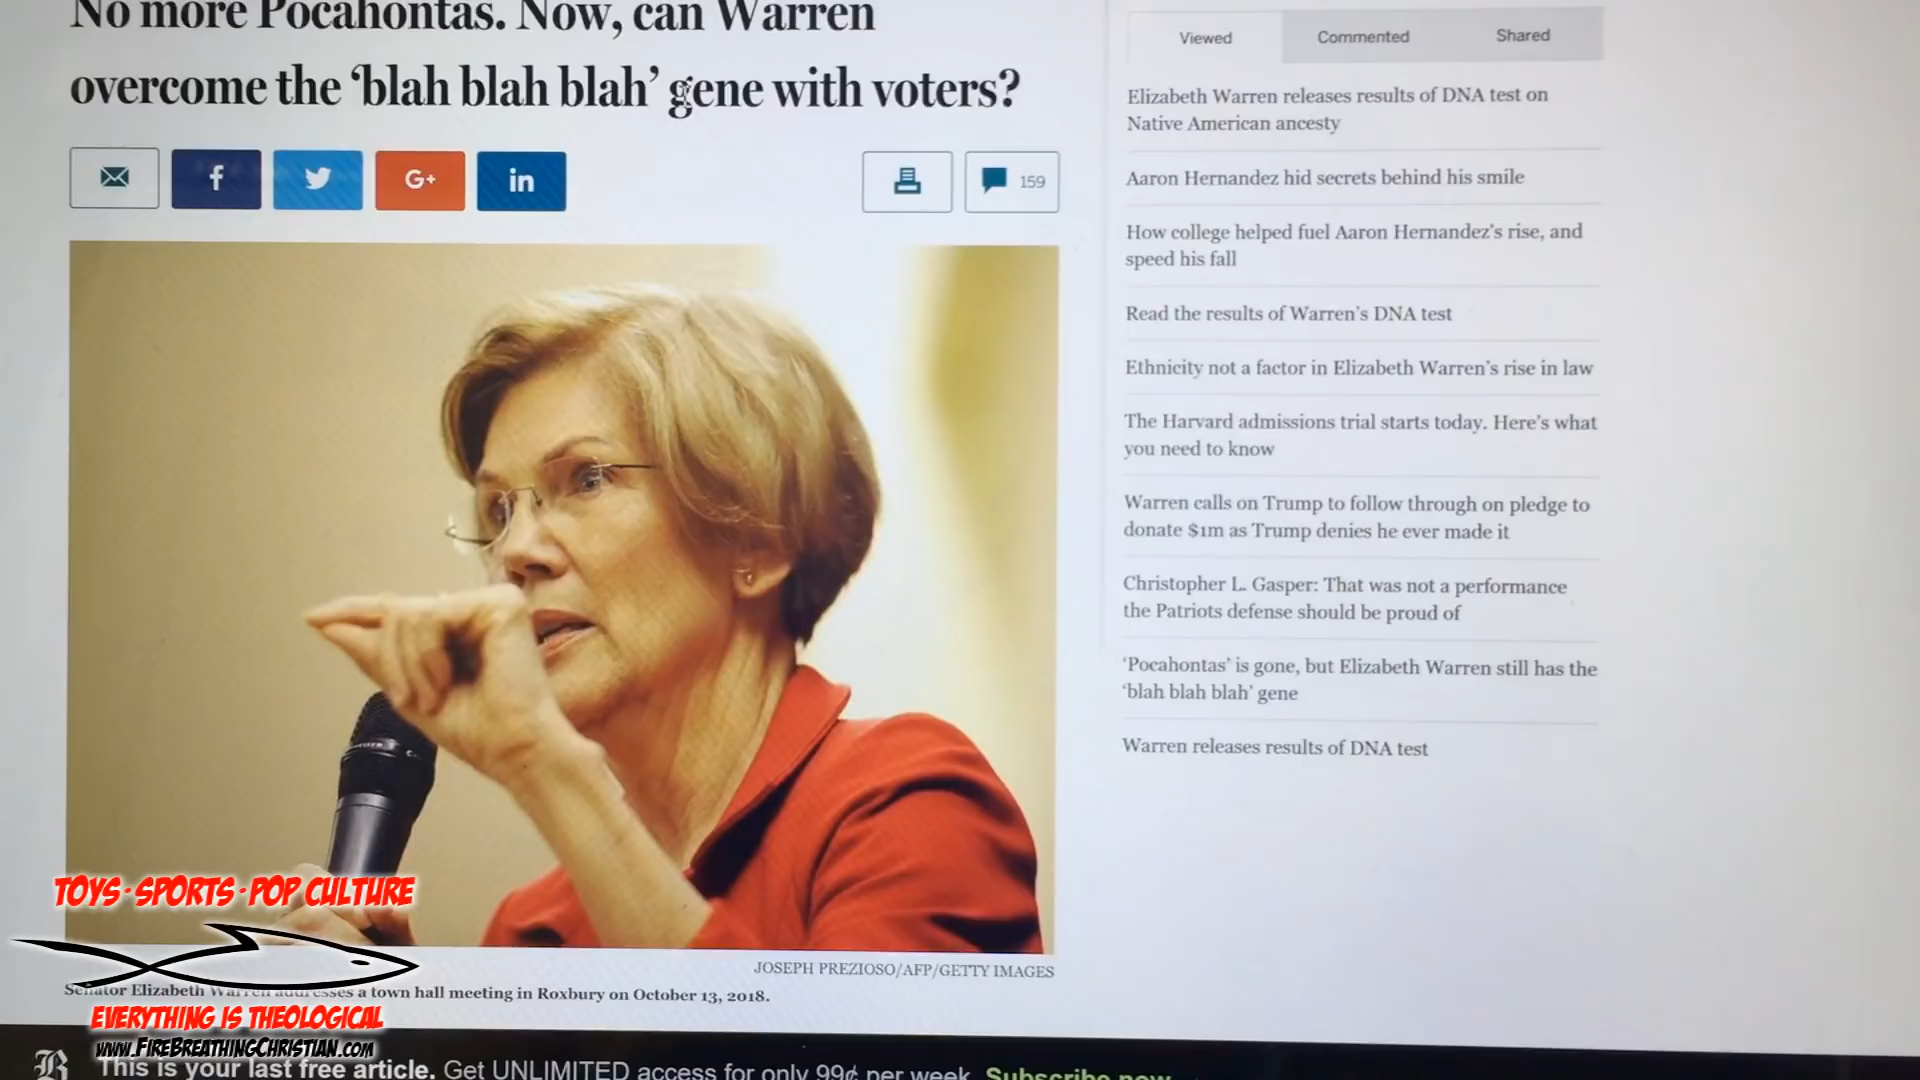 No more Pocahontas. Now, can Warren
overcome the ‘blah blah blah’ gene with voters?
f
G+
in
159
JOSEPH PREZIOSO/AFP/GETTY IMAGES
Senator Elizabeth Warren addresses a town hall meeting in Roxbury on October 13, 2018.
Viewed
Commented
Shared
Elizabeth Warren releases results of DNA test on
Native American ancesty
Aaron Hernandez hid secrets behind his smile
How college helped fuel Aaron Hernandez's rise, and
speed his fall
Read the results of Warren's DNA test
Ethnicity not a factor in Elizabeth Warren's rise in law
The Harvard admissions trial starts today. Here's what
you need to know
Warren calls on Trump to follow through on pledge to
donate $1m as Trump denies he ever made it
Christopher L. Gasper: That was not a performance
the Patriots defense should be proud of
‘Pocahontas’ is gone, but Elizabeth Warren still has the
‘blah blah blah’ gene
Warren releases results of DNA test
TOYS · SPORTS · POP CULTURE
EVERYTHING IS THEOLOGICAL
www.FireBreathingChristian.com
B
This is your last free article. Get UNLIMITED access for only 99¢ per week. Subscribe now